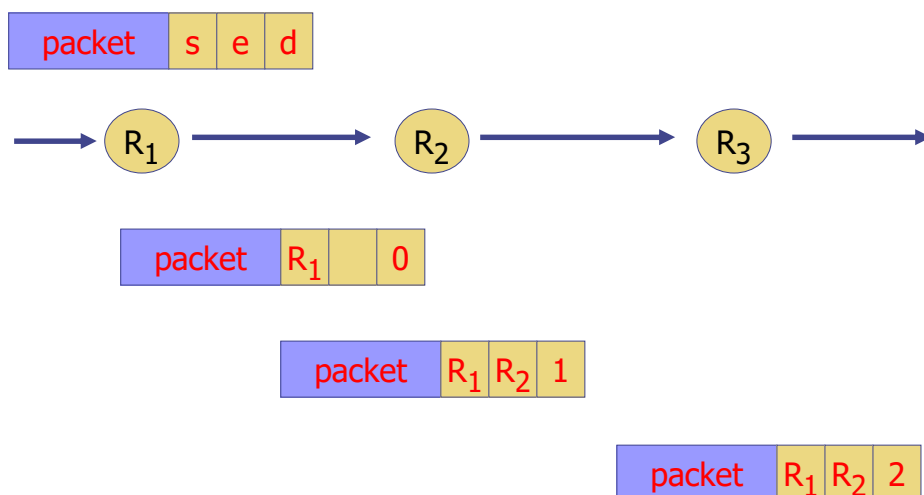 packet s e d
R₁ R₂ R₃
packet R₁ 0
packet R₁ R₂ 1
packet R₁ R₂ 2